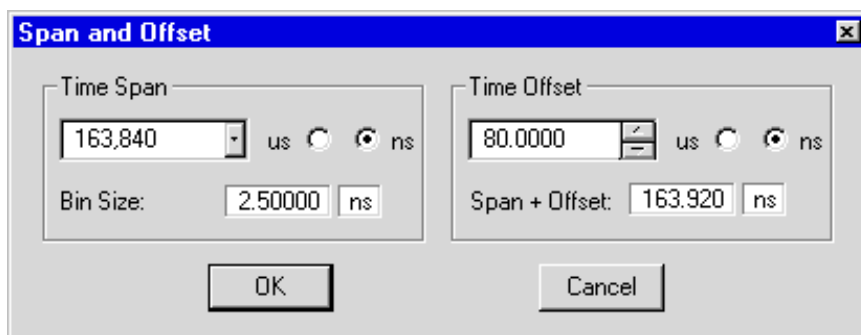 Span and Offset
Time Span
163,840 us ns
Bin Size: 2.50000 ns
Time Offset
80.0000 us ns
Span + Offset: 163.920 ns
OK
Cancel